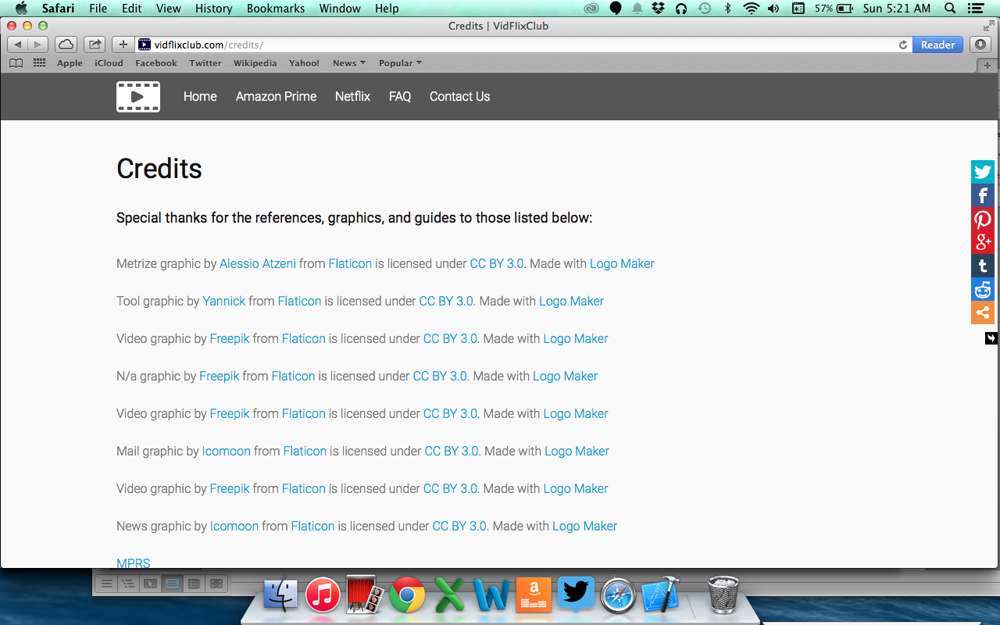 Safari File Edit View History Bookmarks Window Help 57% Sun 5:21 AM
Credits | VidFlixClub
vidflixclub.com/credits/ Reader
Apple iCloud Facebook Twitter Wikipedia Yahoo! News Popular
Home Amazon Prime Netflix FAQ Contact Us
Credits
Special thanks for the references, graphics, and guides to those listed below:
Metrize graphic by Alessio Atzeni from Flaticon is licensed under CC BY 3.0. Made with Logo Maker
Tool graphic by Yannick from Flaticon is licensed under CC BY 3.0. Made with Logo Maker
Video graphic by Freepik from Flaticon is licensed under CC BY 3.0. Made with Logo Maker
N/a graphic by Freepik from Flaticon is licensed under CC BY 3.0. Made with Logo Maker
Video graphic by Freepik from Flaticon is licensed under CC BY 3.0. Made with Logo Maker
Mail graphic by Icomoon from Flaticon is licensed under CC BY 3.0. Made with Logo Maker
Video graphic by Freepik from Flaticon is licensed under CC BY 3.0. Made with Logo Maker
News graphic by Icomoon from Flaticon is licensed under CC BY 3.0. Made with Logo Maker
MPRS